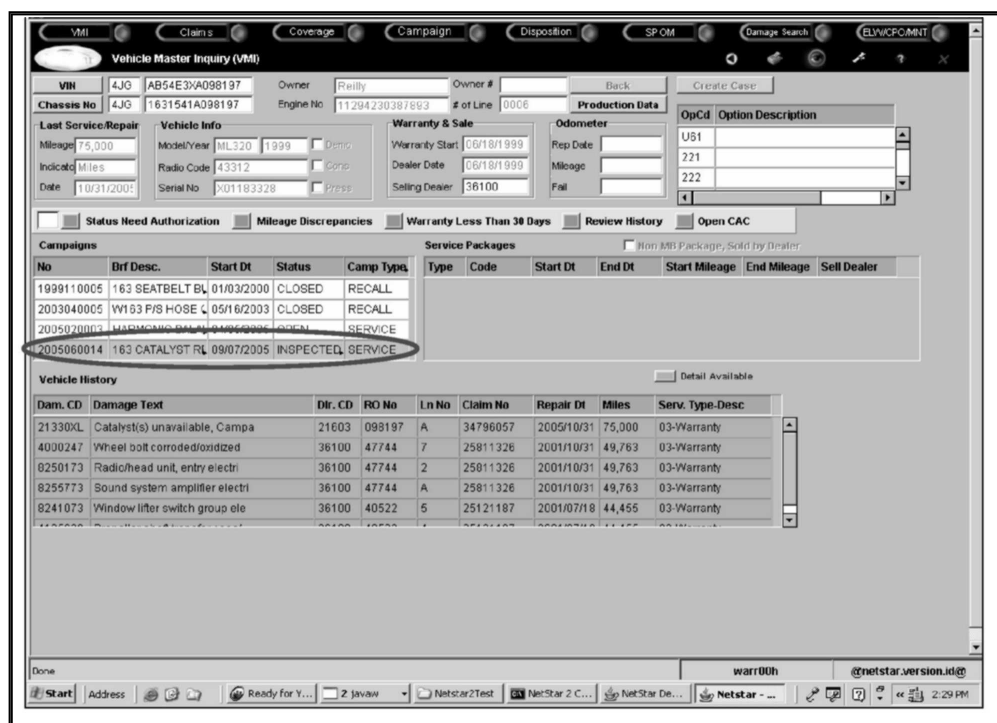 VMI Claims Coverage Campaign Disposition SPOM Damage Search ELW/CPO/MNT
Vehicle Master Inquiry (VMI)
VIN 4JG AB54E3XA098197 Owner Reilly Owner # Back Create Case
Chassis No 4JG 1631541A098197 Engine No 11294230387893 # of Line 0006 Production Data
OpCd Option Description
Last Service/Repair Vehicle Info Warranty & Sale Odometer
Mileage 75,000 Model/Year ML320 1999 Demo Warranty Start 06/18/1999 Rep Date
U61
Indicato Miles Radio Code 43312 Dealer Date 06/18/1999 Mileage
221
Date 10/31/2005 Serial No X01183328 Press Selling Dealer 36100 Fail
222
Status Need Authorization Mileage Discrepancies Warranty Less Than 30 Days Review History Open CAC
Campaigns Service Packages Non MB Package, Sold by Dealer
No Brf Desc. Start Dt Status Camp Type Type Code Start Dt End Dt Start Mileage End Mileage Sell Dealer
1999110005 163 SEATBELT BU 01/03/2000 CLOSED RECALL
2003040005 W163 P/S HOSE 05/16/2003 CLOSED RECALL
2005020003 HARMONIC BALA OPEN SERVICE
2005060014 163 CATALYST RL 09/07/2005 INSPECTED, SERVICE
Vehicle History Detail Available
Dam. CD Damage Text Dlr. CD RO No Ln No Claim No Repair Dt Miles Serv. Type-Desc
21330XL Catalyst(s) unavailable, Campa 21603 098197 A 34796057 2005/10/31 75,000 03-Warranty
4000247 Wheel bolt corroded/oxidized 36100 47744 7 25811326 2001/10/31 49,763 03-Warranty
8250173 Radio/head unit, entry electri 36100 47744 2 25811326 2001/10/31 49,763 03-Warranty
8255773 Sound system amplifier electri 36100 47744 A 25811326 2001/10/31 49,763 03-Warranty
8241073 Window lifter switch group ele 36100 40522 5 25121187 2001/07/18 44,455 03-Warranty
Done warr00h @netstar.version.id@
Start Address Ready for Y... 2 javaw Netstar2Test NetStar 2 C... NetStar De... Netstar - ... 2:29 PM